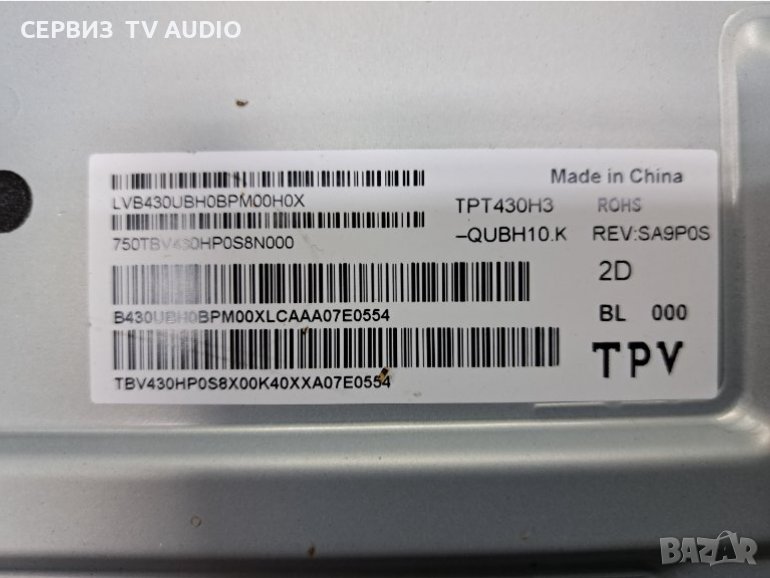 СЕРВИЗ TV AUDIO
Made in China
LVB430UBH0BPM00H0X
TPT430H3 ROHS
750TBV430HP0S8N000
-QUBH10.K REV:SA9P0S
2D
B430UBH0BPM00XLCAAA07E0554
BL 000
TPV
TBV430HP0S8X00K40XXA07E0554
BAZAR